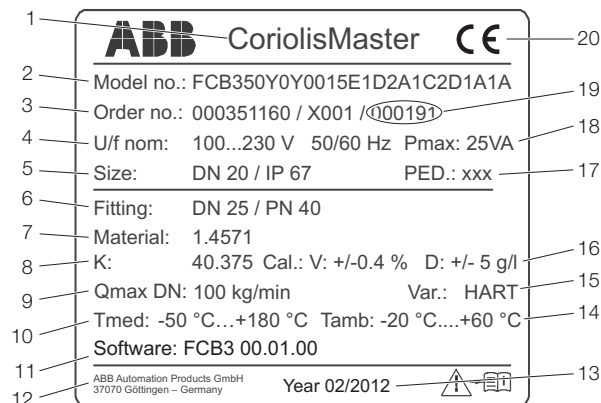 1 ABB CoriolisMaster CE 20
2 Model no.: FCB350Y0Y0015E1D2A1C2D1A1A
3 Order no.: 000351160 / X001 / 000191 19
4 U/f nom: 100...230 V 50/60 Hz Pmax: 25VA 18
5 Size: DN 20 / IP 67 PED.: xxx 17
6 Fitting: DN 25 / PN 40
7 Material: 1.4571
8 K: 40.375 Cal.: V: +/-0.4 % D: +/- 5 g/l 16
9 Qmax DN: 100 kg/min Var.: HART 15
10 Tmed: -50 °C...+180 °C Tamb: -20 °C....+60 °C 14
11 Software: FCB3 00.01.00
12 ABB Automation Products GmbH
37070 Göttingen – Germany
Year 02/2012 13